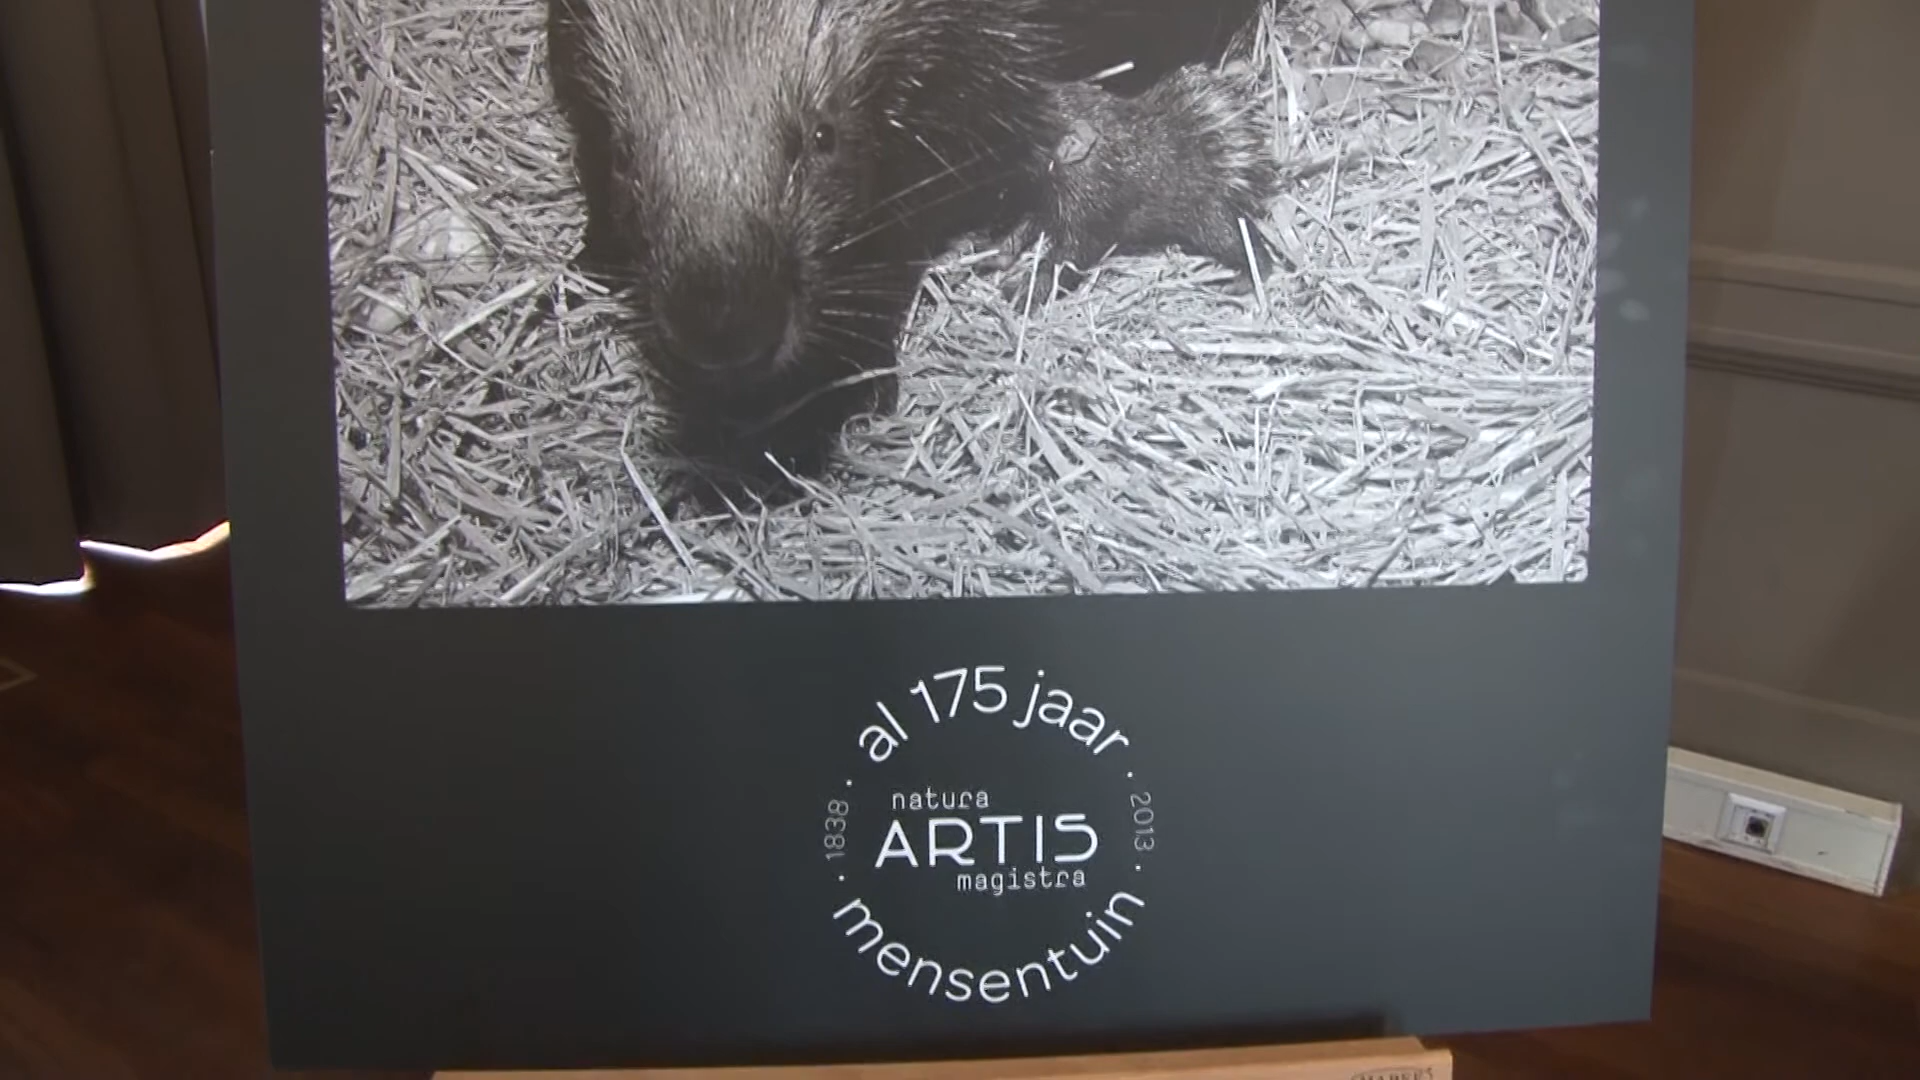 al 175 jaar
1838
natura
ARTIS
magistra
2013
mensentuin